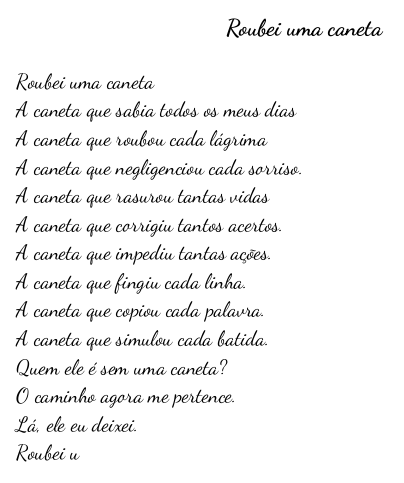 Roubei uma caneta
Roubei uma caneta
A caneta que sabia todos os meus dias
A caneta que roubou cada lágrima
A caneta que negligenciou cada sorriso.
A caneta que rasurou tantas vidas
A caneta que corrigiu tantos acertos.
A caneta que impediu tantas ações.
A caneta que fingiu cada linha.
A caneta que copiou cada palavra.
A caneta que simulou cada batida.
Quem ele é sem uma caneta?
O caminho agora me pertence.
Lá, ele eu deixei.
Roubei u